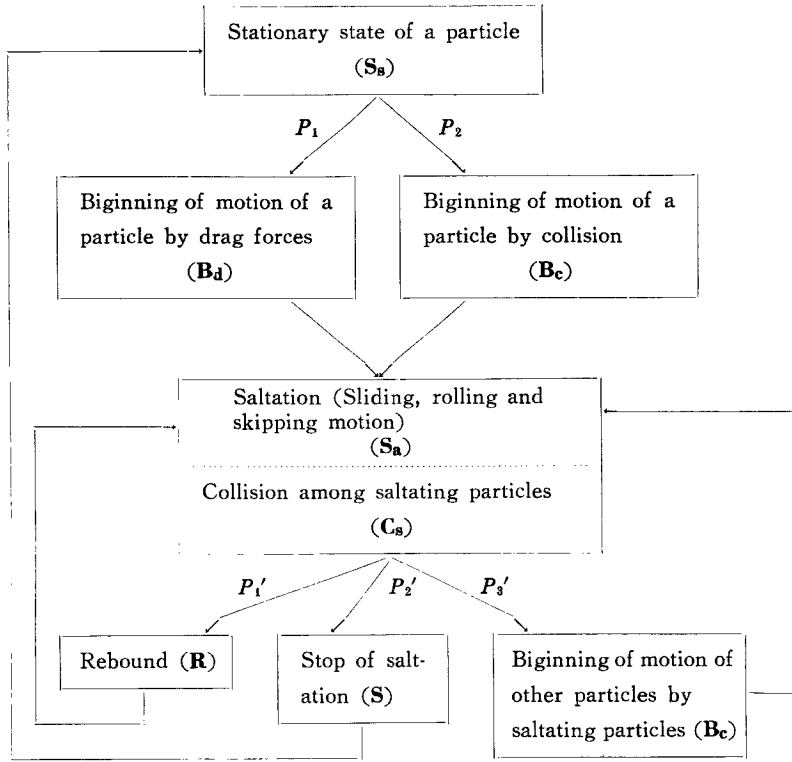 Stationary state of a particle
(Ss)
P1
P2
Biginning of motion of a
particle by drag forces
(Bd)
Biginning of motion of a
particle by collision
(Bc)
Saltation (Sliding, rolling and
skipping motion)
(Sa)
Collision among saltating particles
(Cs)
P1′
P2′
P3′
Rebound (R)
Stop of salt-
ation (S)
Biginning of motion of
other particles by
saltating particles (Bc)